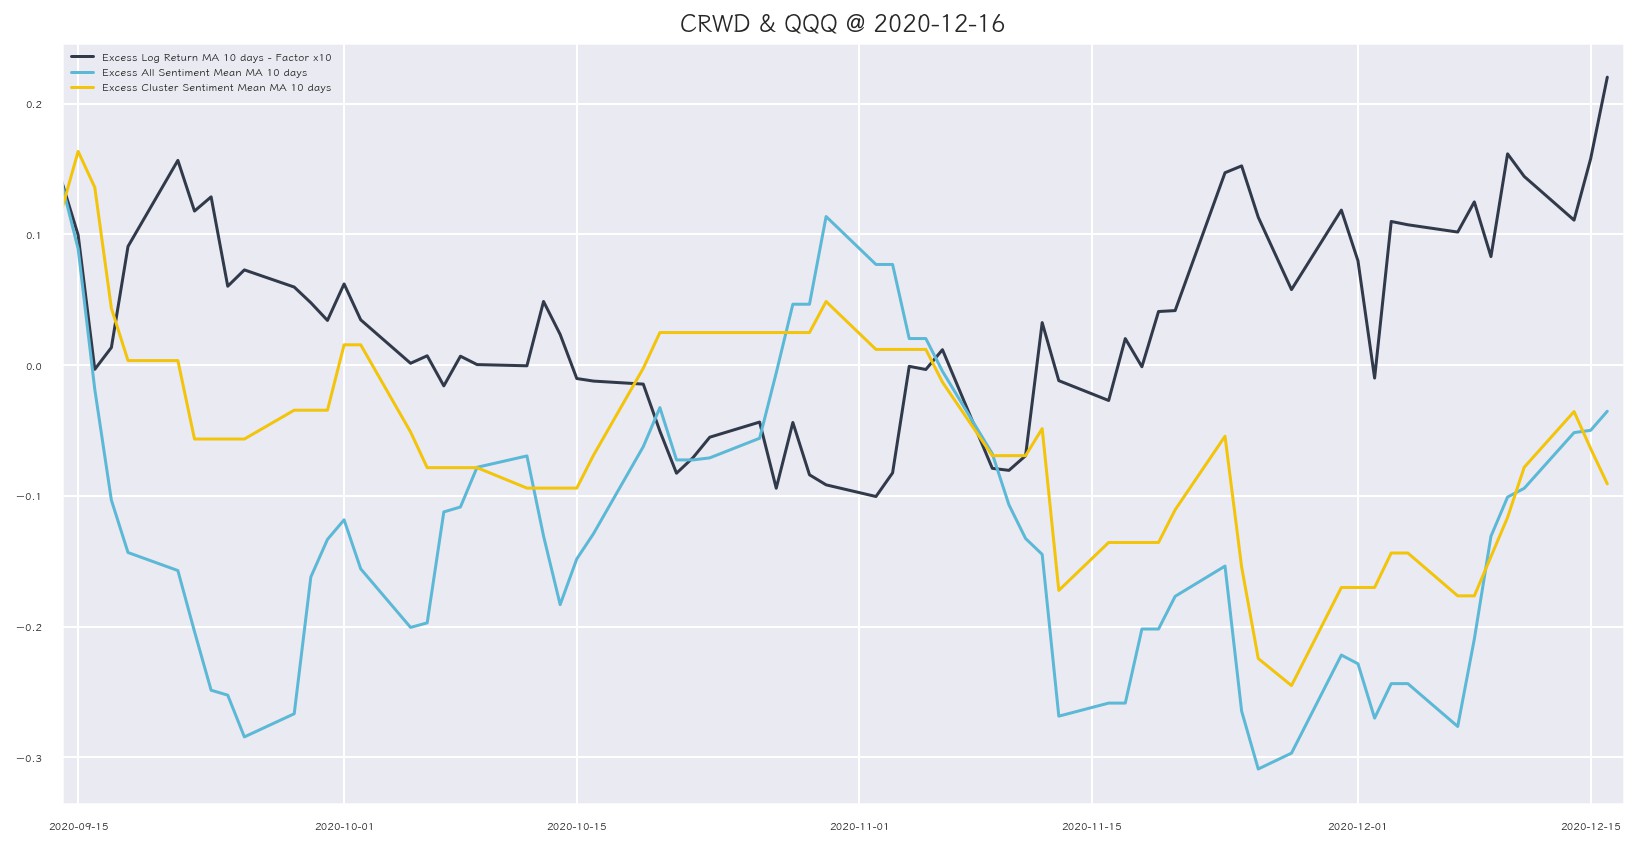 CRWD & QQQ @ 2020-12-16
Excess Log Return MA 10 days - Factor x10
Excess All Sentiment Mean MA 10 days
Excess Cluster Sentiment Mean MA 10 days
0.2
0.1
0.0
−0.1
−0.2
−0.3
2020-09-15 2020-10-01 2020-10-15 2020-11-01 2020-11-15 2020-12-01 2020-12-15